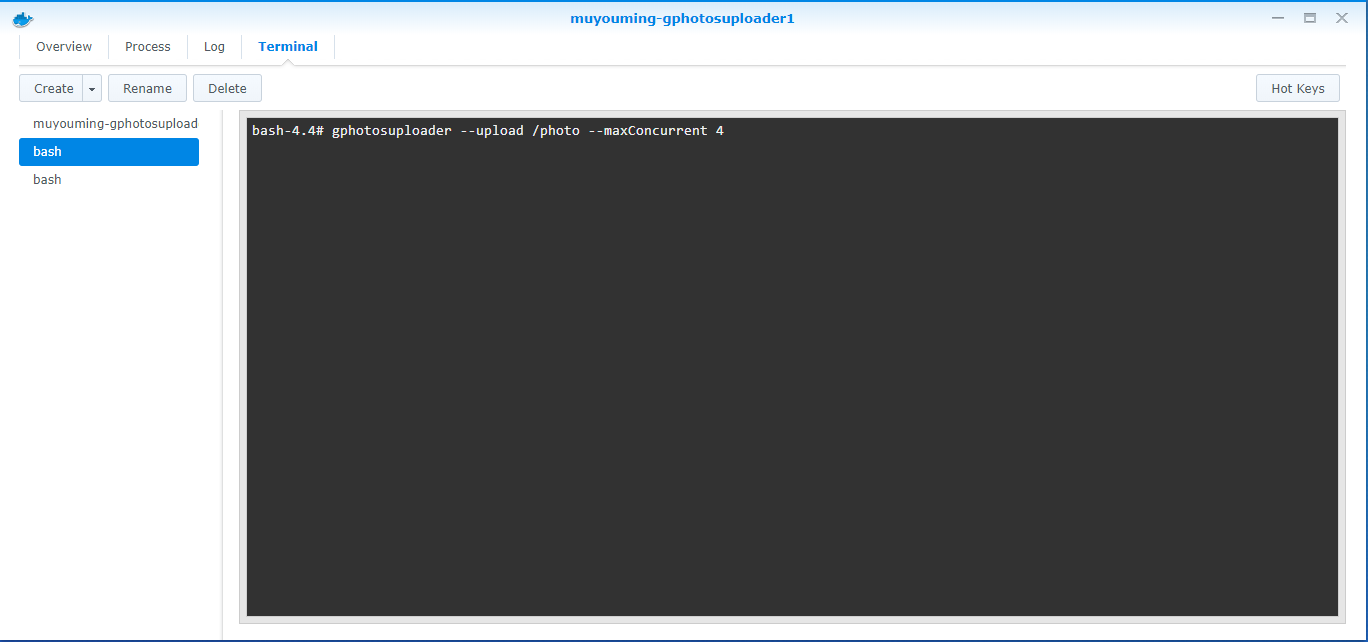 muyouming-gphotosuploader1
Overview Process Log Terminal
Create Rename Delete Hot Keys
muyouming-gphotosupload
bash
bash
bash-4.4# gphotosuploader --upload /photo --maxConcurrent 4